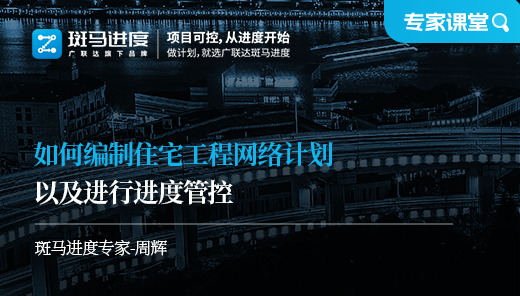 专家课堂
斑马进度
广联达旗下品牌
项目可控，从进度开始
做计划，就选广联达斑马进度
如何编制住宅工程网络计划
以及进行进度管控
斑马进度专家-周辉